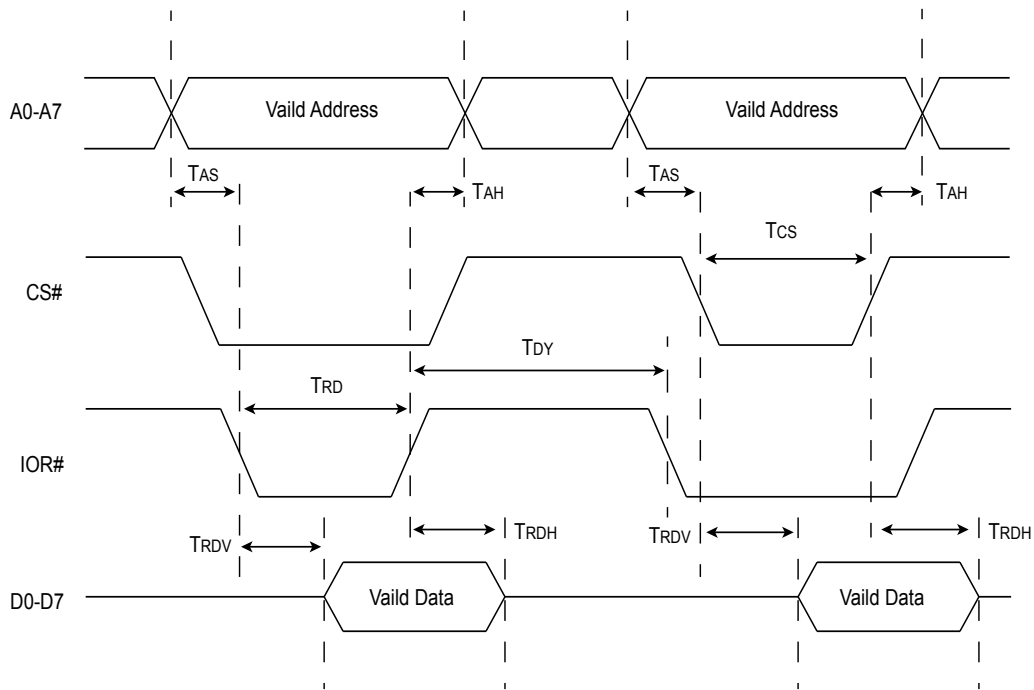 A0-A7
Vaild Address
Vaild Address
TAS
TAH
TAS
TAH
TCS
CS#
TDY
TRD
IOR#
TRDV
TRDH
TRDV
TRDH
D0-D7
Vaild Data
Vaild Data